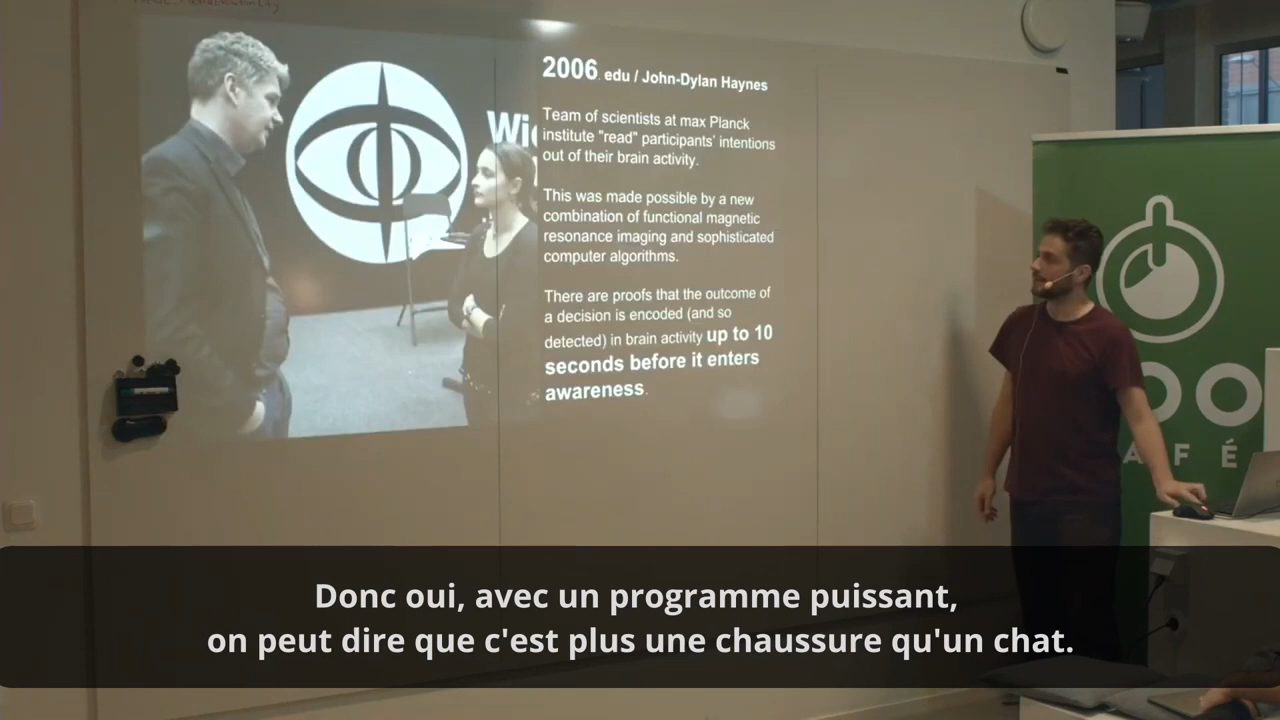 2006. edu / John-Dylan Haynes
Team of scientists at max Planck
institute "read" participants' intentions
out of their brain activity.
This was made possible by a new
combination of functional magnetic
resonance imaging and sophisticated
computer algorithms.
There are proofs that the outcome of
a decision is encoded (and so
detected) in brain activity up to 10
seconds before it enters
awareness.
Donc oui, avec un programme puissant,
on peut dire que c'est plus une chaussure qu'un chat.